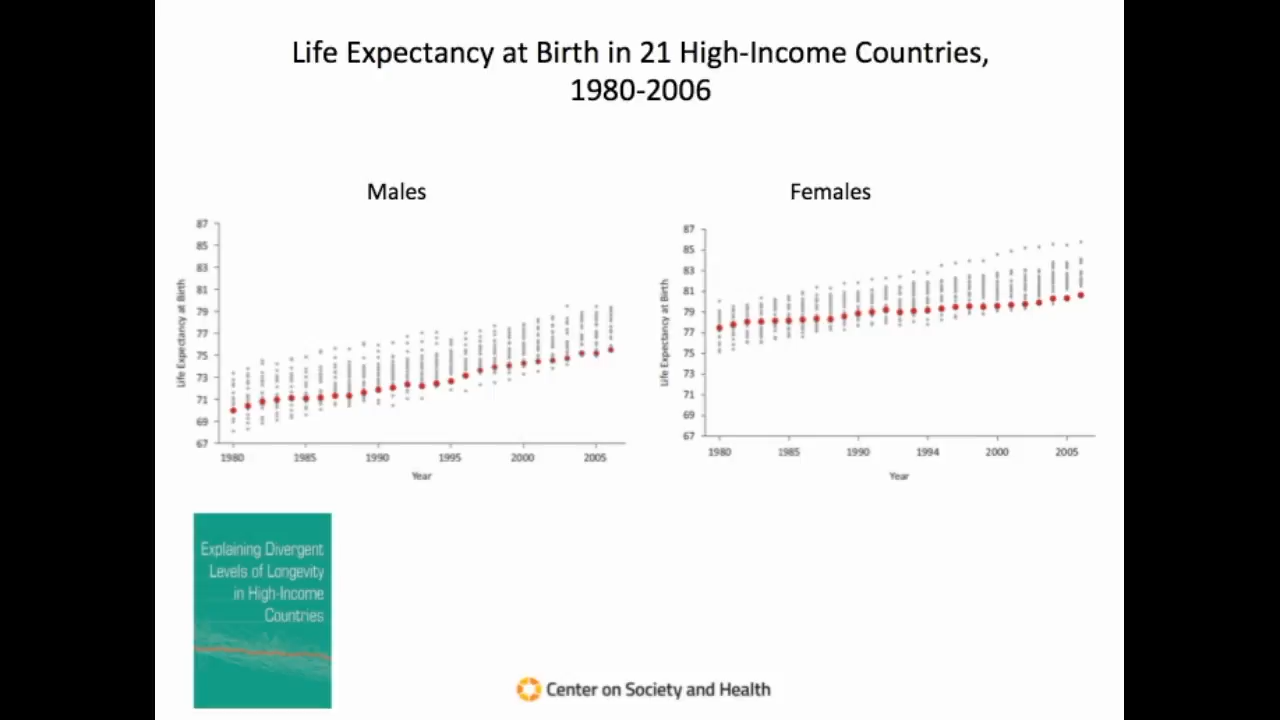 Life Expectancy at Birth in 21 High-Income Countries,
1980-2006
Males
Females
87
85
83
81
79
77
75
73
71
69
67
Life Expectancy at Birth
1980 1985 1990 1995 2000 2005
Year
87
85
83
81
79
77
75
73
71
69
67
Life Expectancy at Birth
1980 1985 1990 1994 2000 2005
Year
Explaining Divergent
Levels of Longevity
in High-Income
Countries
Center on Society and Health